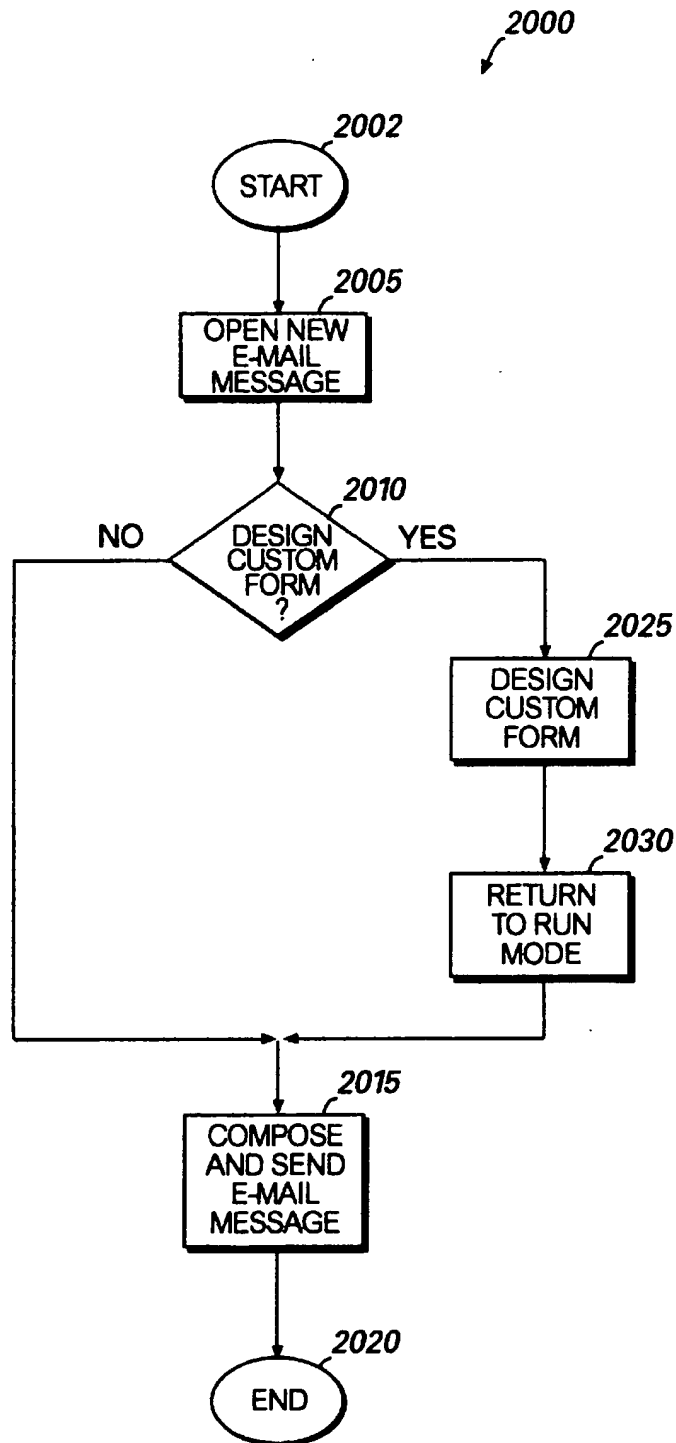 2000
2002
START
2005
OPEN NEW
E-MAIL
MESSAGE
2010
NO
DESIGN
CUSTOM
FORM
?
YES
2025
DESIGN
CUSTOM
FORM
2030
RETURN
TO RUN
MODE
2015
COMPOSE
AND SEND
E-MAIL
MESSAGE
2020
END